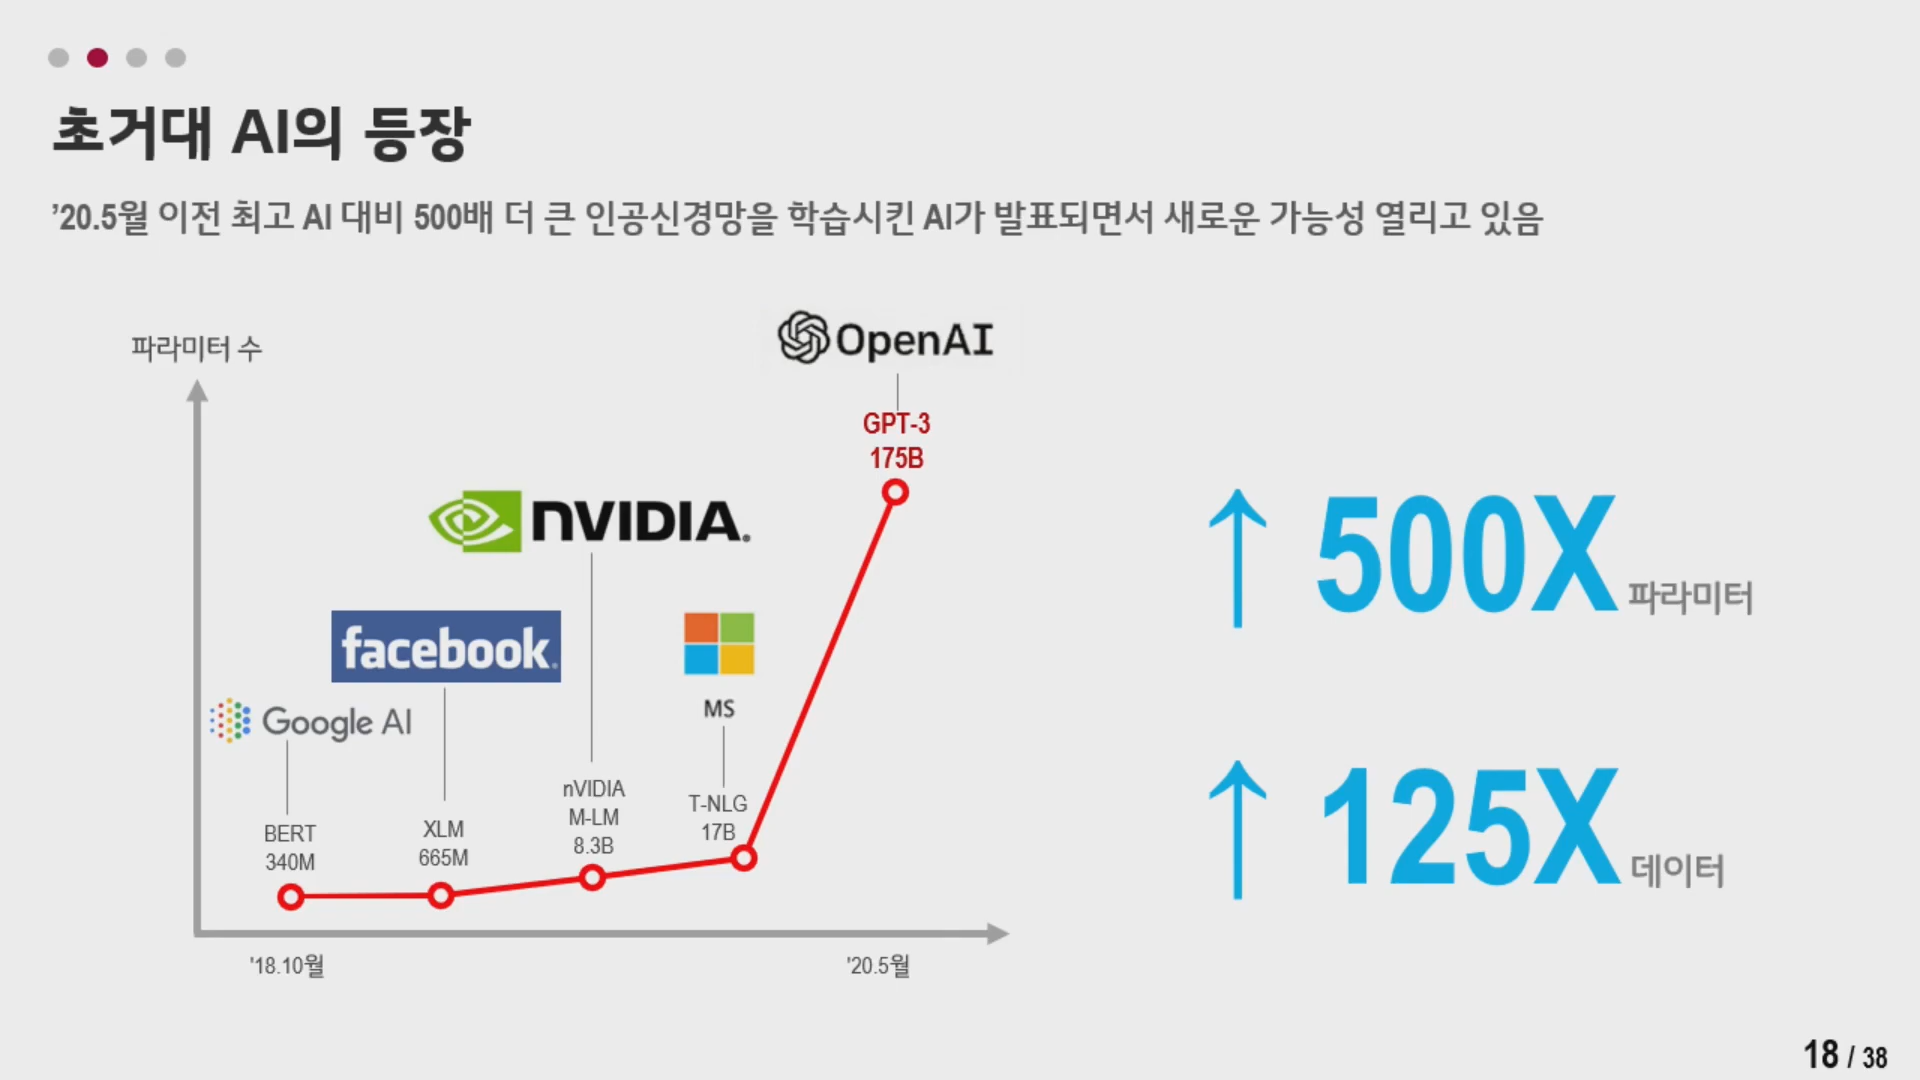 초거대 AI의 등장
’20.5월 이전 최고 AI 대비 500배 더 큰 인공신경망을 학습시킨 AI가 발표되면서 새로운 가능성 열리고 있음
파라미터 수
OpenAI
GPT-3
175B
nVIDIA.
facebook.
MS
Google AI
nVIDIA
M-LM
8.3B
T-NLG
17B
XLM
665M
BERT
340M
'18.10월
'20.5월
↑ 500X 파라미터
↑ 125X 데이터
18 / 38